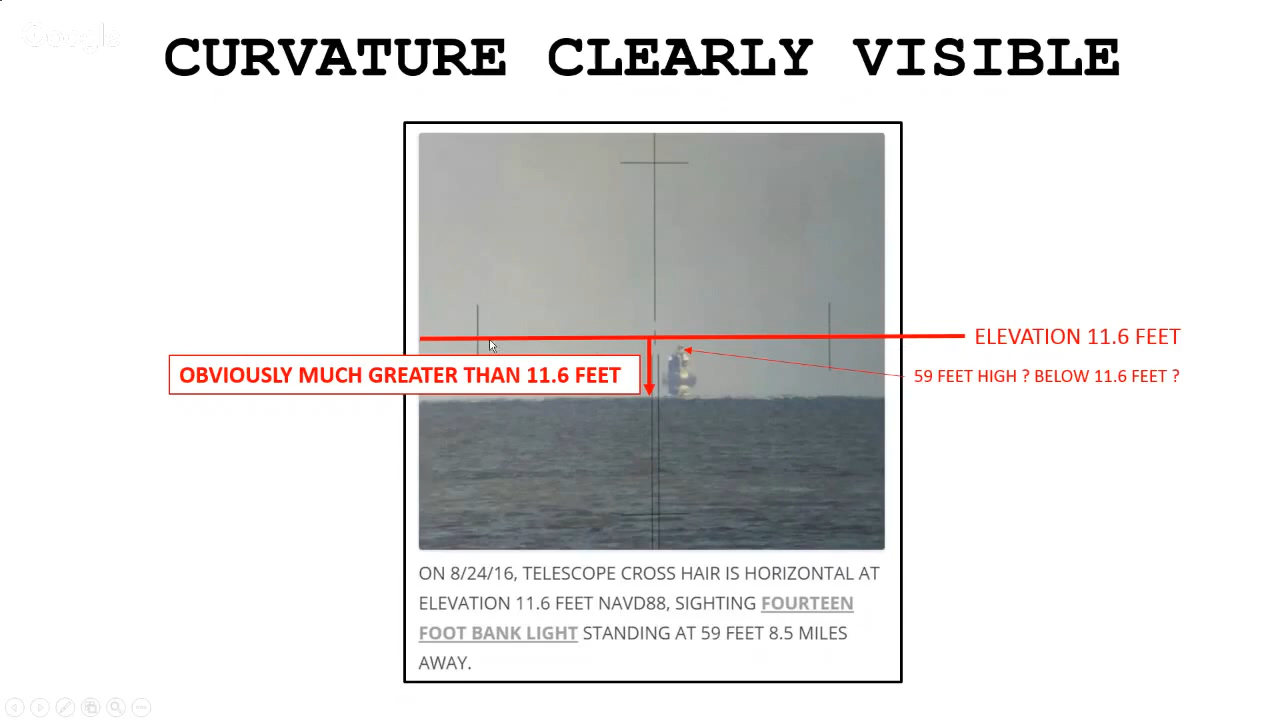 Google
CURVATURE CLEARLY VISIBLE
ELEVATION 11.6 FEET
OBVIOUSLY MUCH GREATER THAN 11.6 FEET
59 FEET HIGH ? BELOW 11.6 FEET ?
ON 8/24/16, TELESCOPE CROSS HAIR IS HORIZONTAL AT
ELEVATION 11.6 FEET NAVD88, SIGHTING FOURTEEN
FOOT BANK LIGHT STANDING AT 59 FEET 8.5 MILES
AWAY.